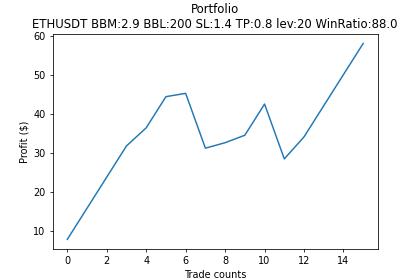 Portfolio
ETHUSDT BBM:2.9 BBL:200 SL:1.4 TP:0.8 lev:20 WinRatio:88.0
60
50
40
30
20
10
Profit ($)
0 2 4 6 8 10 12 14
Trade counts